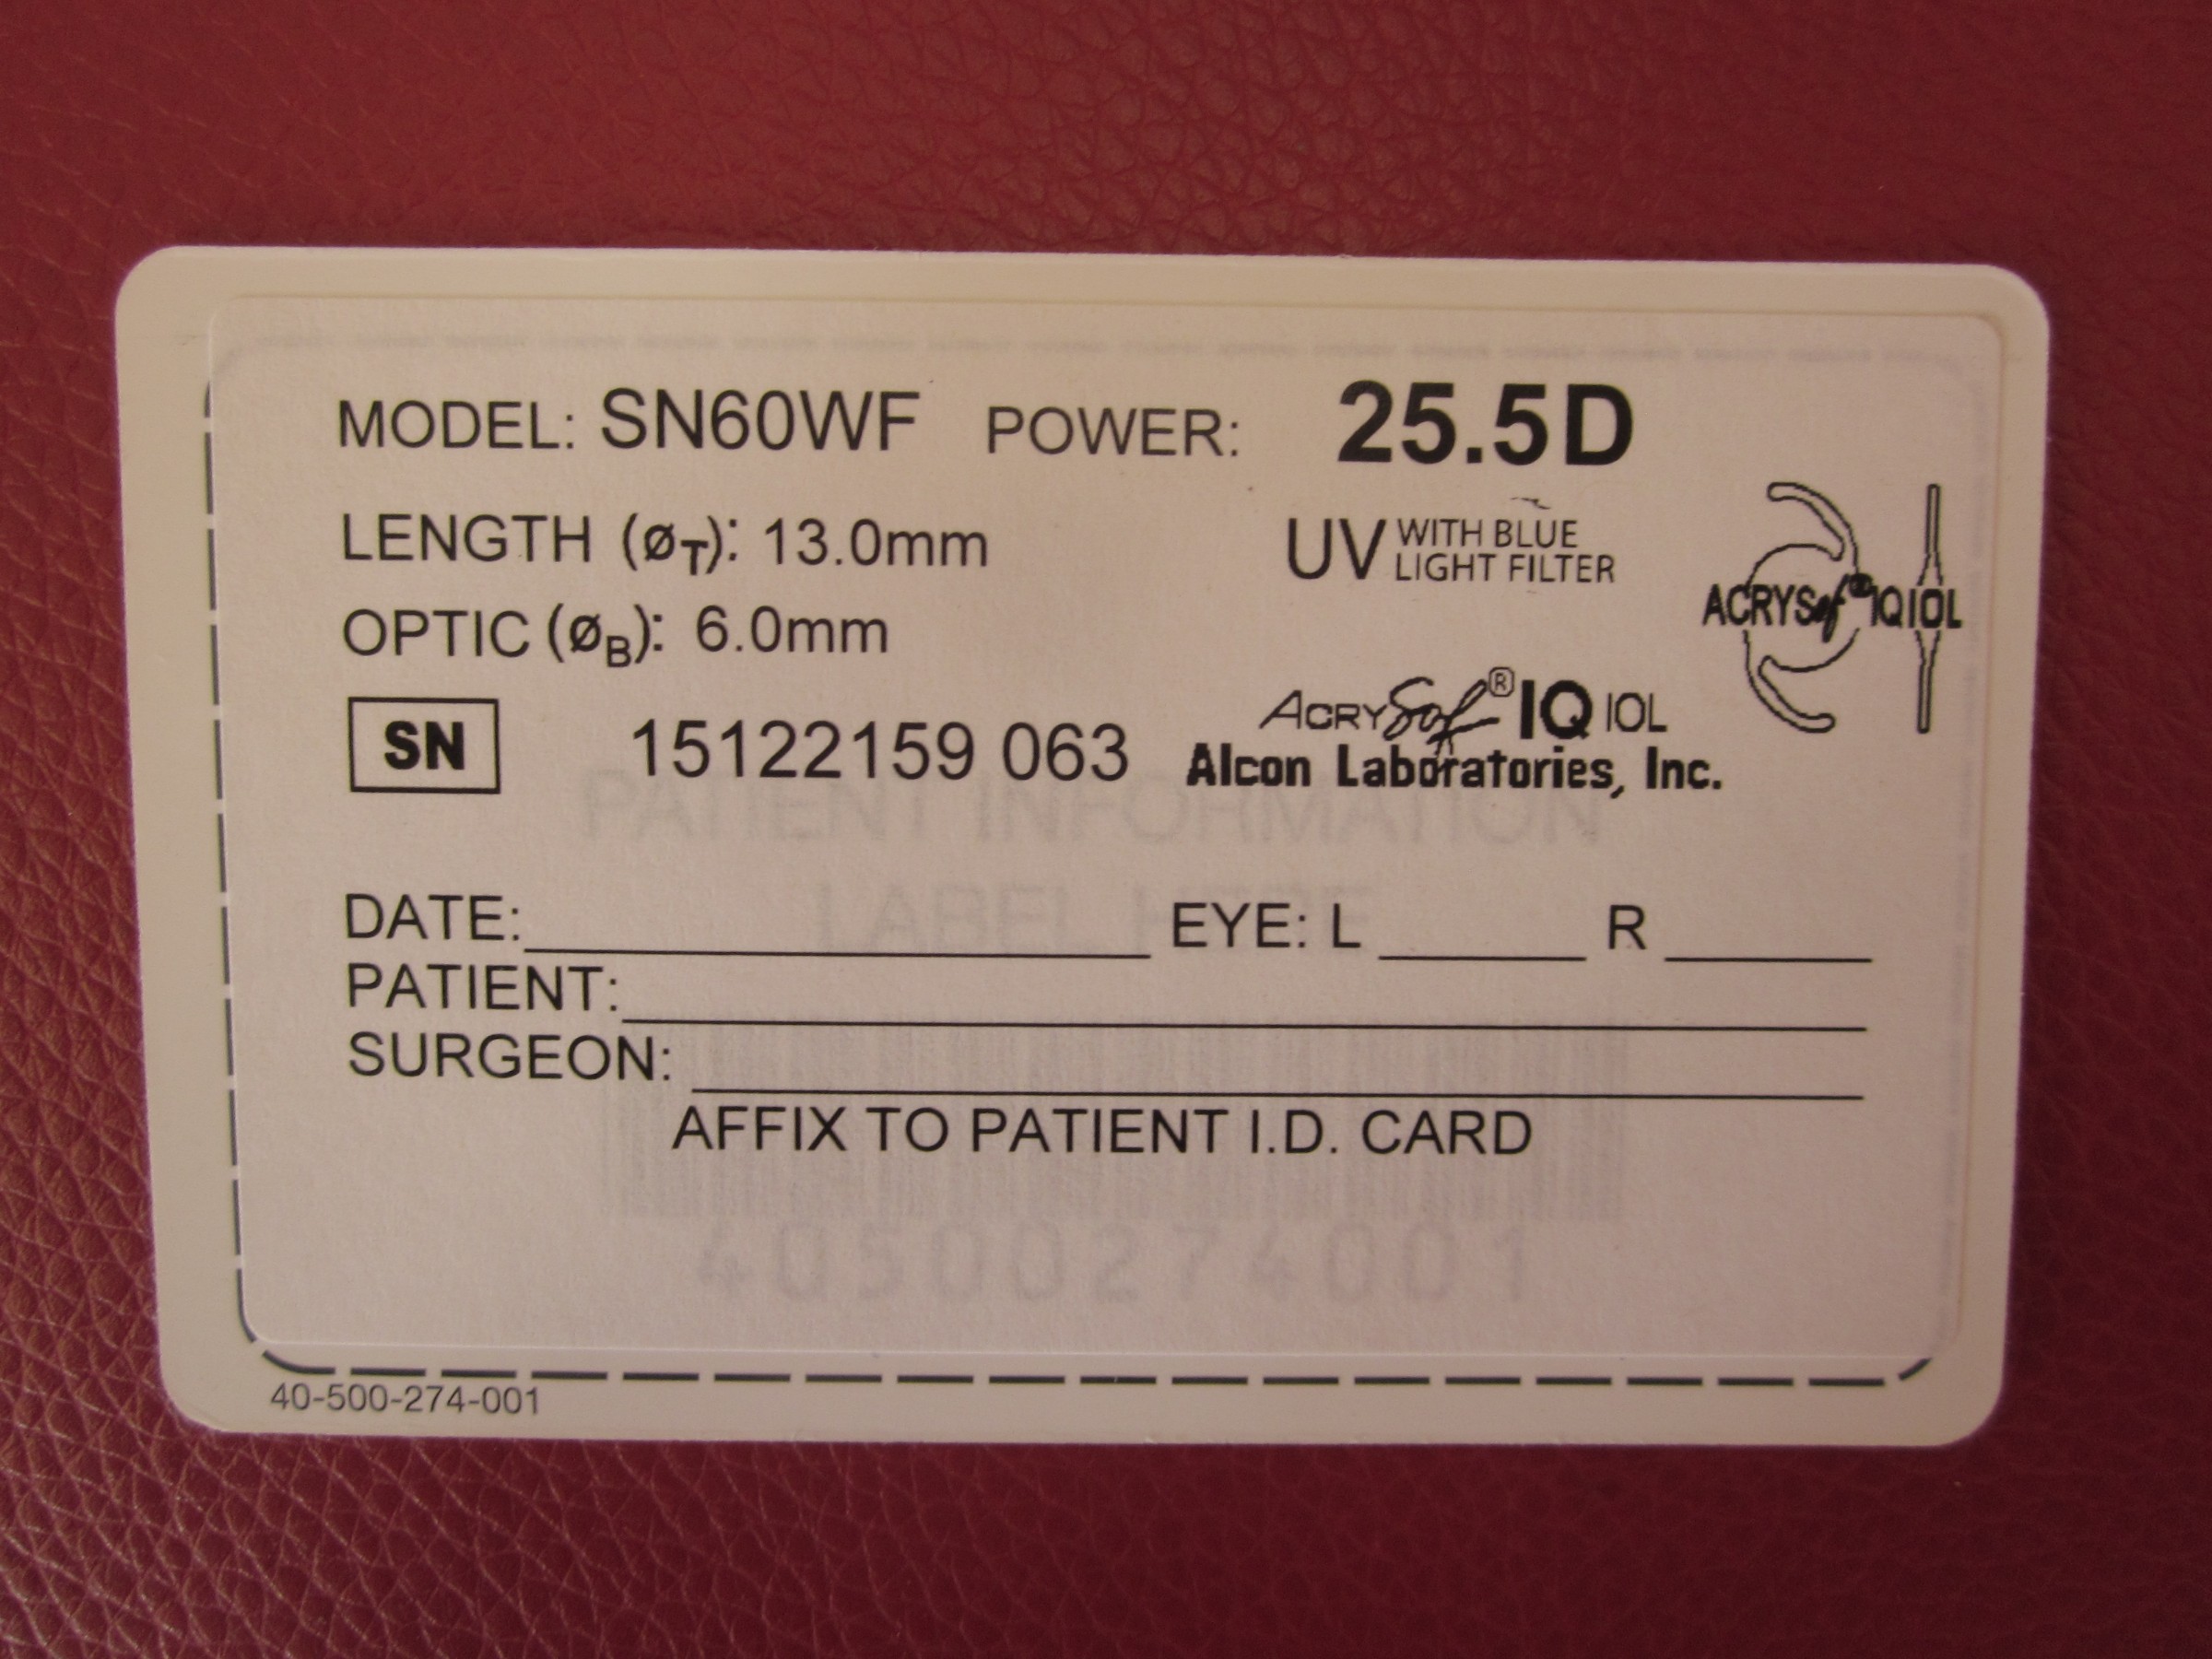 MODEL: SN60WF POWER: 25.5D
LENGTH (øT): 13.0mm
UV WITH BLUE
LIGHT FILTER
ACRYSof® IQ IOL
OPTIC (øB): 6.0mm
SN 15122159 063
ACRYSof® IQ IOL
Alcon Laboratories, Inc.
PATIENT INFORMATION
LABEL HERE
DATE: EYE: L R
PATIENT:
SURGEON:
AFFIX TO PATIENT I.D. CARD
40500274001
40-500-274-001